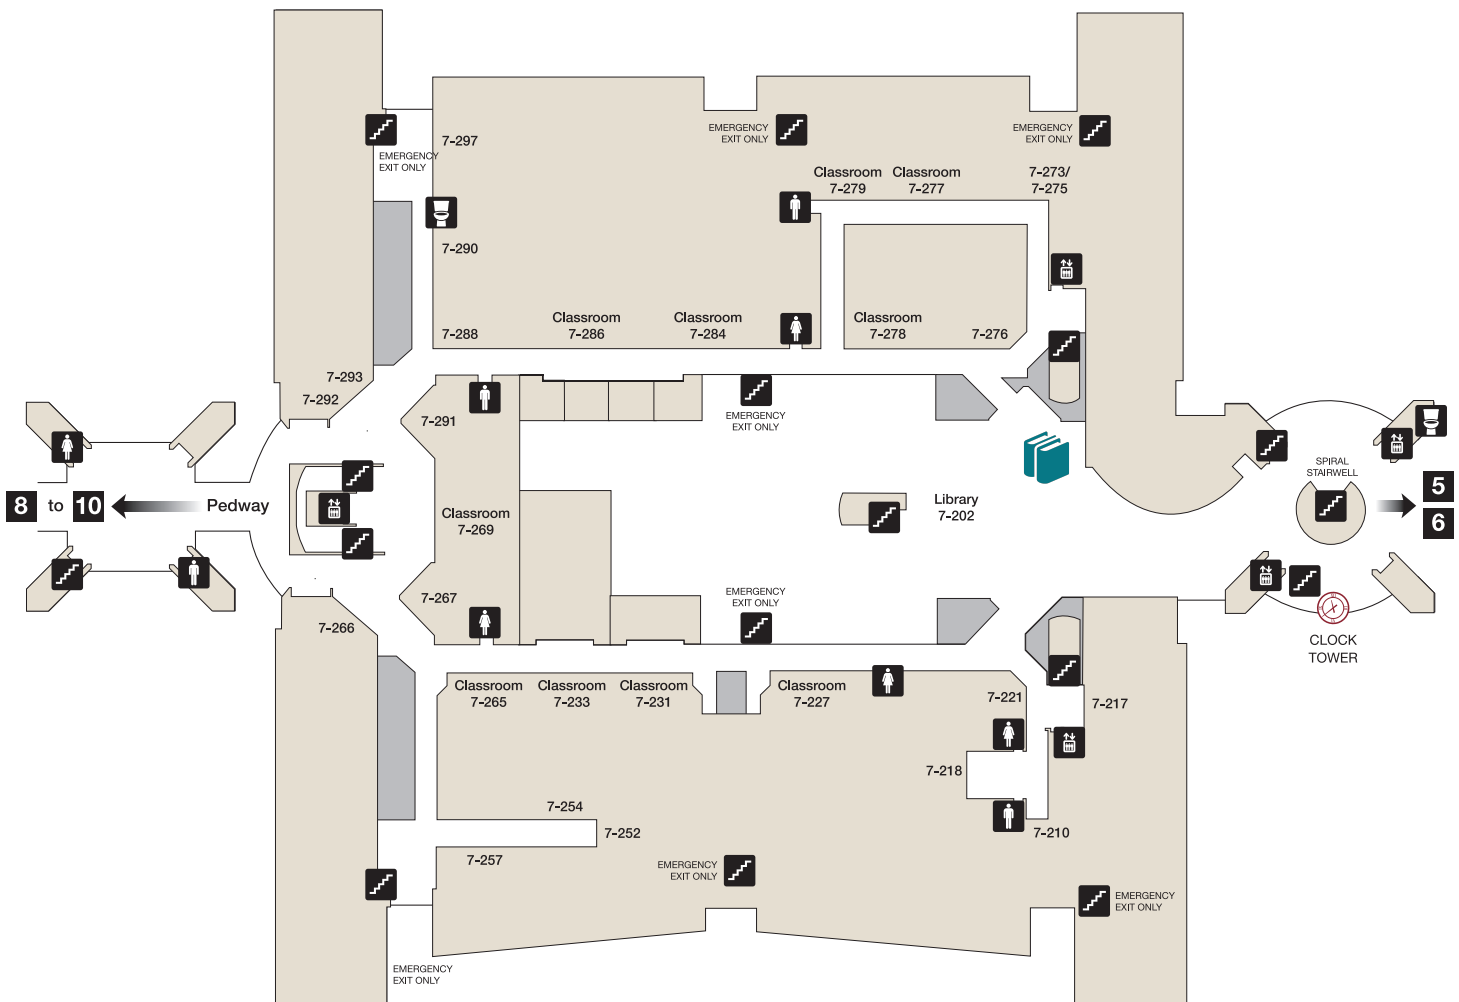 EMERGENCY
EXIT ONLY
EMERGENCY
EXIT ONLY
7-297
EMERGENCY
EXIT ONLY
Classroom
7-279
Classroom
7-277
7-273/
7-275
7-290
7-288
Classroom
7-286
Classroom
7-284
Classroom
7-278
7-276
7-293
7-292
7-291
EMERGENCY
EXIT ONLY
SPIRAL
STAIRWELL
8 to 10
Pedway
Classroom
7-269
Library
7-202
5
6
7-267
EMERGENCY
EXIT ONLY
7-266
CLOCK
TOWER
Classroom
7-265
Classroom
7-233
Classroom
7-231
Classroom
7-227
7-221
7-217
7-218
7-254
7-252
7-210
7-257
EMERGENCY
EXIT ONLY
EMERGENCY
EXIT ONLY
EMERGENCY
EXIT ONLY